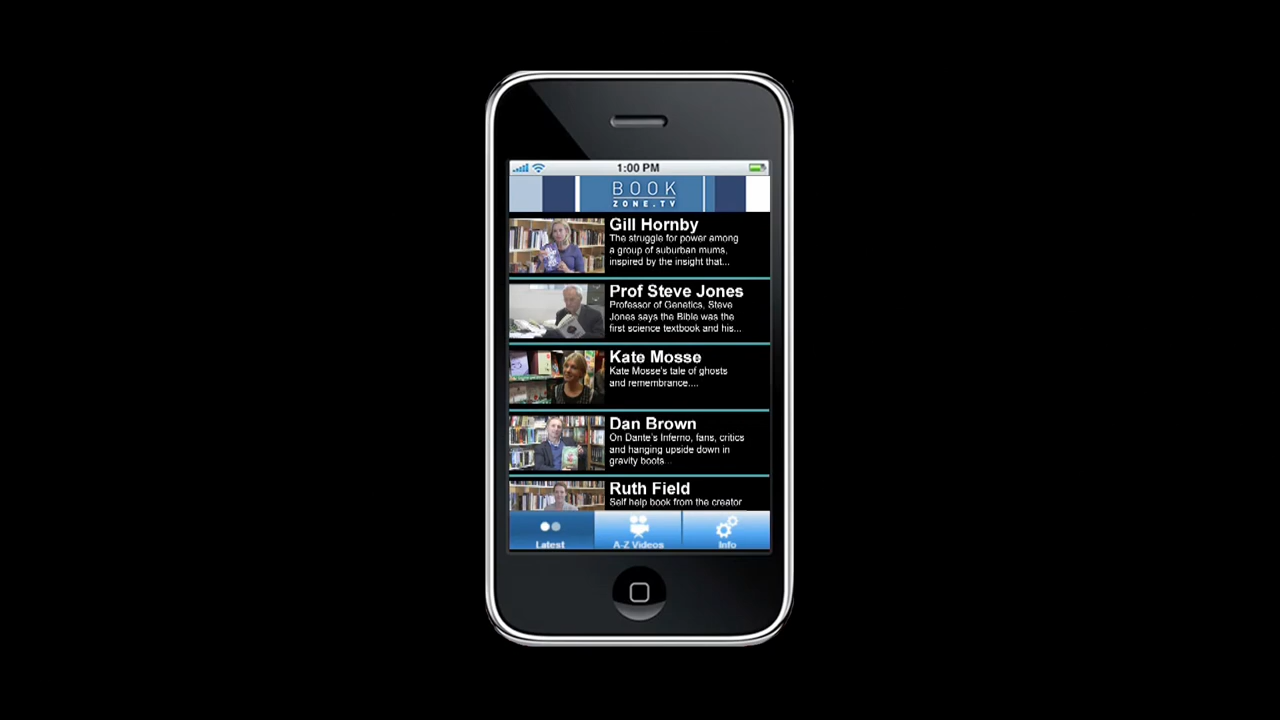 1:00 PM
BOOK
ZONE.TV
Gill Hornby
The struggle for power among
a group of suburban mums,
inspired by the insight that...
Prof Steve Jones
Professor of Genetics, Steve
Jones says the Bible was the
first science textbook and his...
Kate Mosse
Kate Mosse's tale of ghosts
and remembrance....
Dan Brown
On Dante's Inferno, fans, critics
and hanging upside down in
gravity boots...
Ruth Field
Self help book from the creator
Latest
A-Z Videos
Info